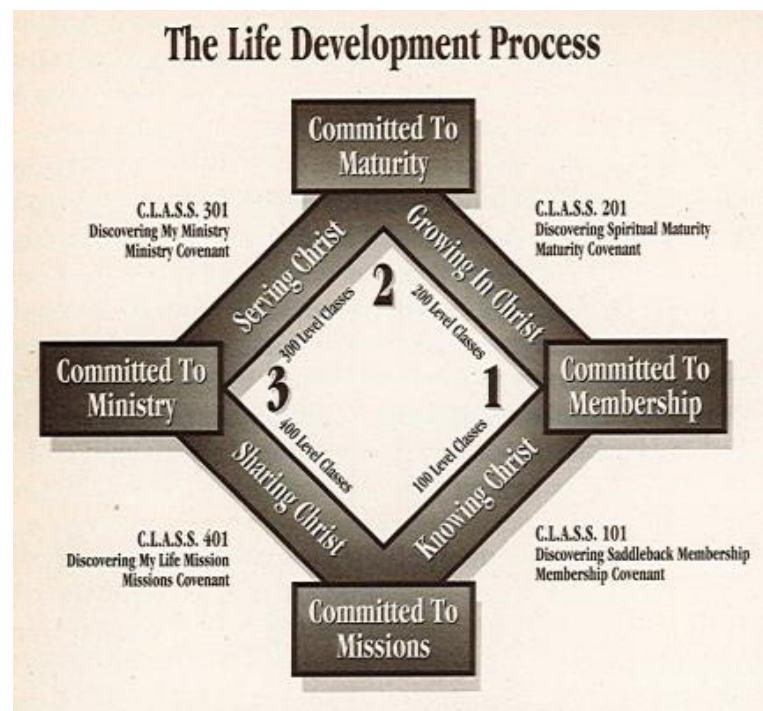 The Life Development Process
Committed To
Maturity
C.L.A.S.S. 301
Discovering My Ministry
Ministry Covenant
C.L.A.S.S. 201
Discovering Spiritual Maturity
Maturity Covenant
Serving Christ
Growing In Christ
2
300 Level Classes
200 Level Classes
Committed To
Ministry
3
1
Committed To
Membership
400 Level Classes
100 Level Classes
Sharing Christ
Knowing Christ
C.L.A.S.S. 401
Discovering My Life Mission
Missions Covenant
C.L.A.S.S. 101
Discovering Saddleback Membership
Membership Covenant
Committed To
Missions